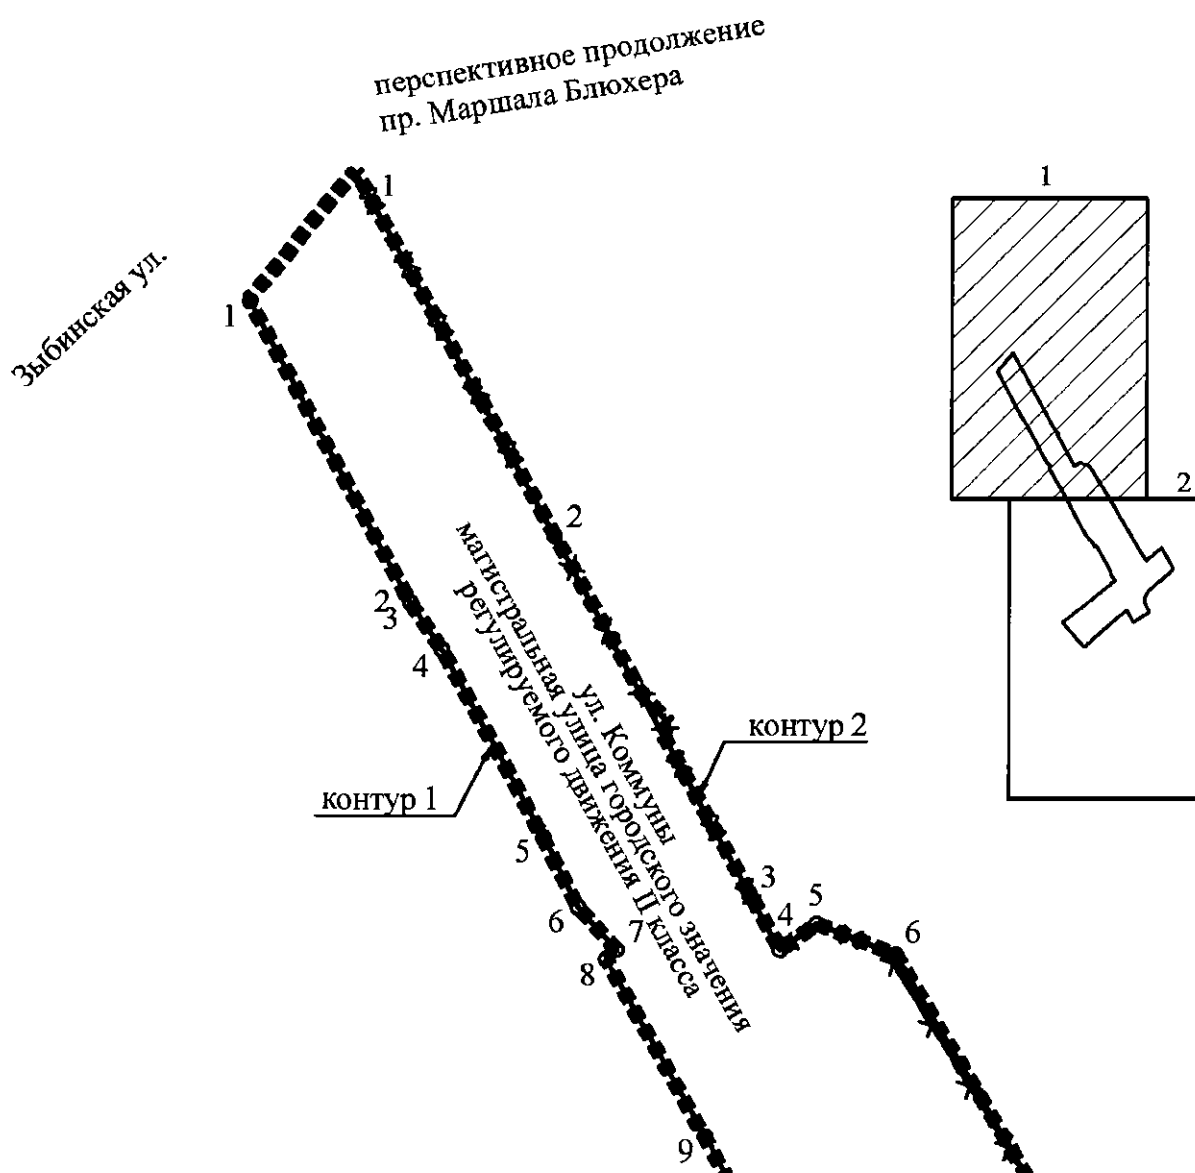 перспективное продолжение
пр. Маршала Блюхера
1
1
Зыбинская ул.
1
2
2
2
3
4
магистральная улица городского значения
регулируемого движения II класса
ул. Коммуны
контур 2
контур 1
5
3
4
5
6
6
7
8
9